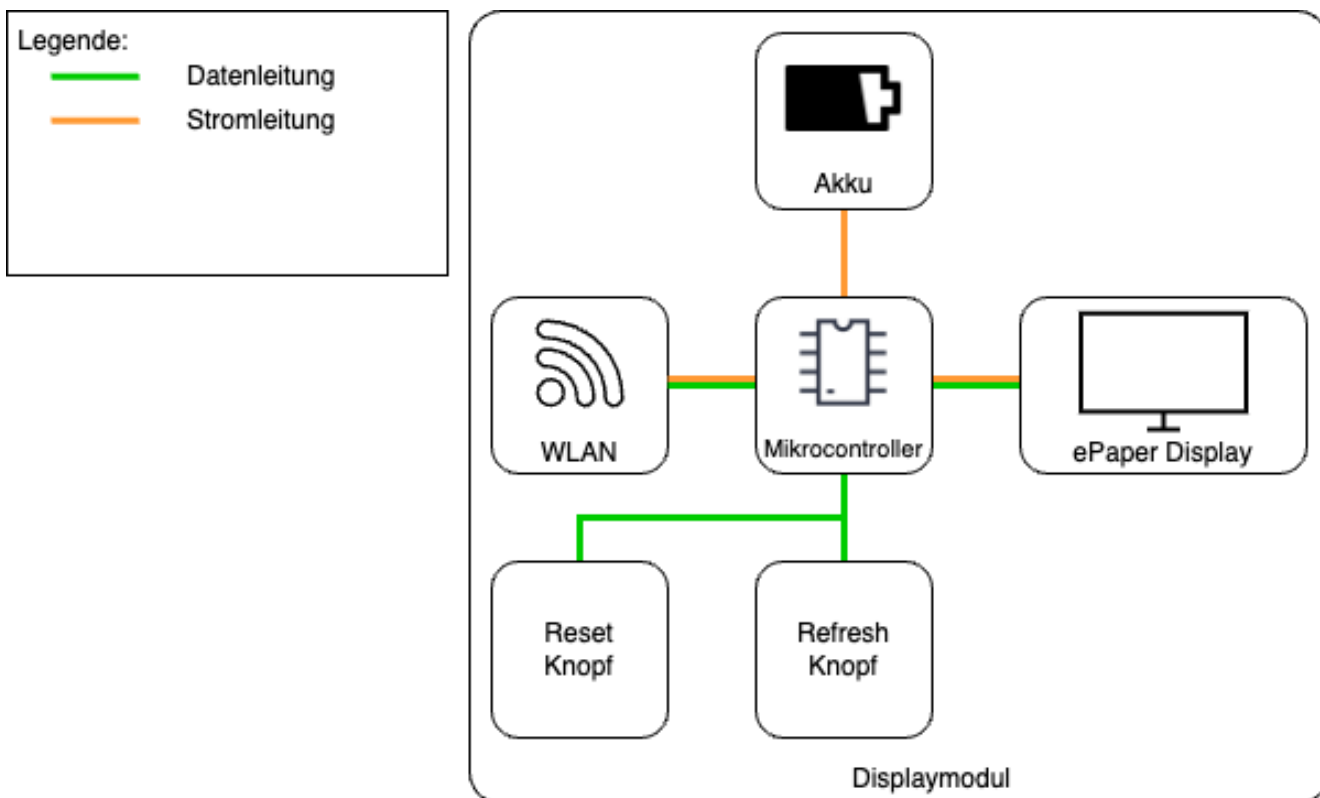 Legende:
Datenleitung
Stromleitung
Akku
WLAN
Mikrocontroller
ePaper Display
Reset
Knopf
Refresh
Knopf
Displaymodul